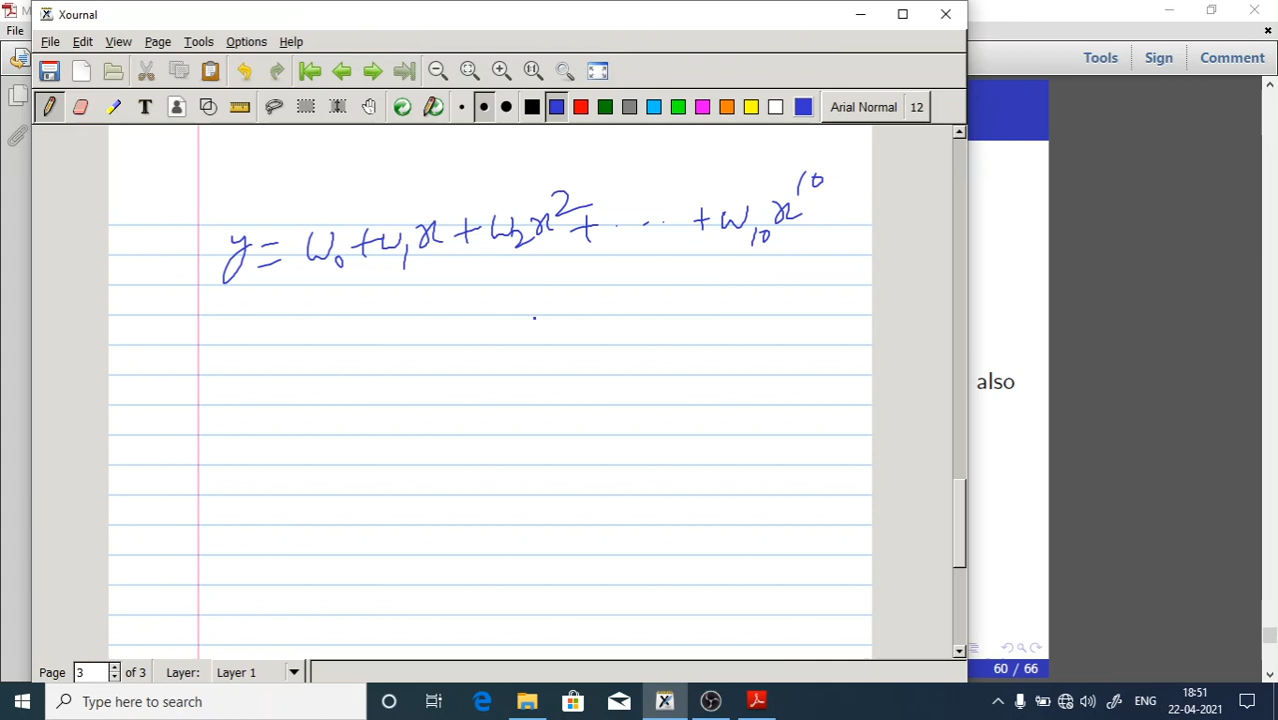 M
File
Xournal
Tools Sign Comment
File Edit View Page Tools Options Help
Arial Normal 12
y = w₀ + w₁x + w₂x² + . . . . + w₁₀x¹⁰
also
Page 3 of 3 Layer: Layer 1
60 / 66
Type here to search
ENG
18:51
22-04-2021